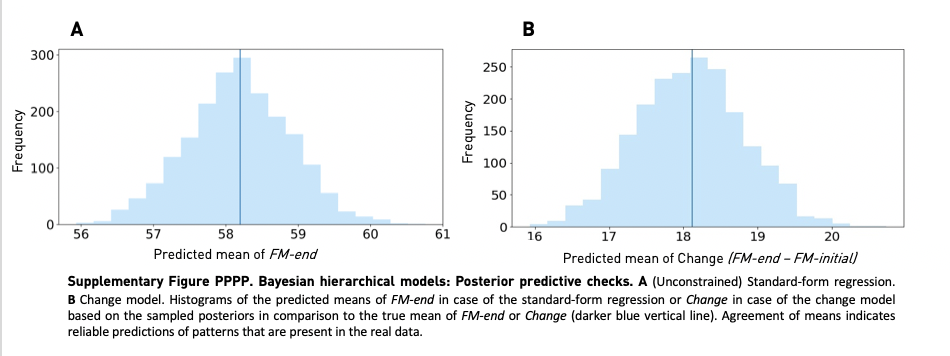 A
B
300
200
100
0
Frequency
56 57 58 59 60 61
Predicted mean of FM-end
250
200
150
100
50
0
Frequency
16 17 18 19 20
Predicted mean of Change (FM-end – FM-initial)
Supplementary Figure PPPP. Bayesian hierarchical models: Posterior predictive checks. A (Unconstrained) Standard-form regression.
B Change model. Histograms of the predicted means of FM-end in case of the standard-form regression or Change in case of the change model
based on the sampled posteriors in comparison to the true mean of FM-end or Change (darker blue vertical line). Agreement of means indicates
reliable predictions of patterns that are present in the real data.